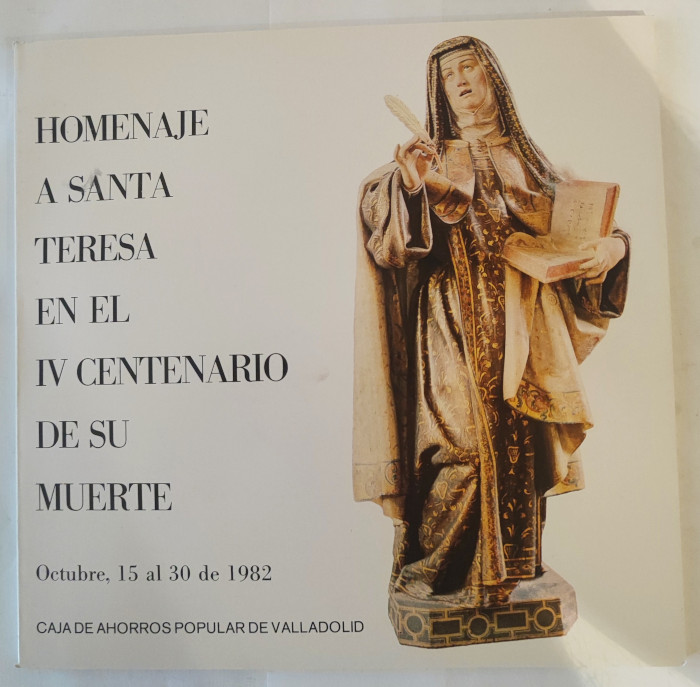 HOMENAJE
A SANTA
TERESA
EN EL
IV CENTENARIO
DE SU
MUERTE
Octubre, 15 al 30 de 1982
CAJA DE AHORROS POPULAR DE VALLADOLID